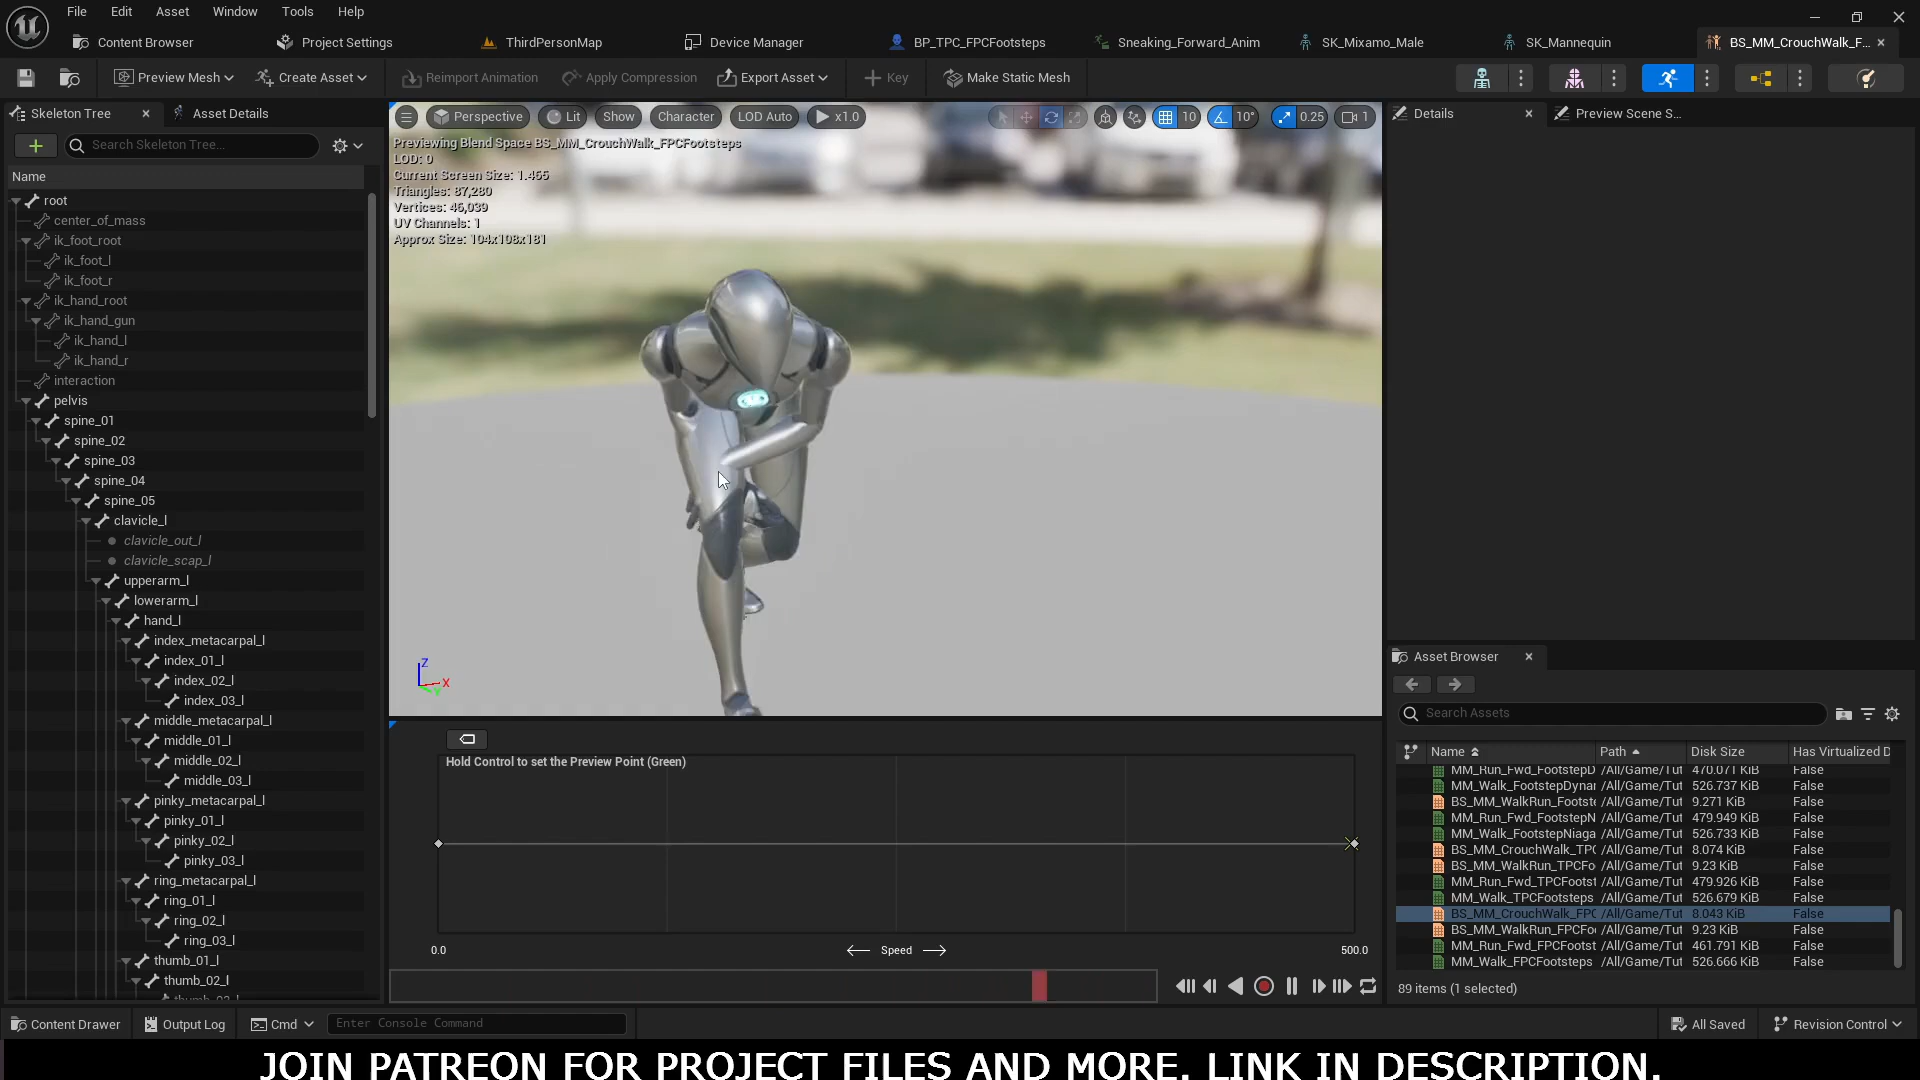 File Edit Asset Window Tools Help
Content Browser Project Settings ThirdPersonMap Device Manager BP_TPC_FPCFootsteps Sneaking_Forward_Anim SK_Mixamo_Male SK_Mannequin BS_MM_CrouchWalk_F...
Preview Mesh Create Asset Reimport Animation Apply Compression Export Asset Key Make Static Mesh
Skeleton Tree Asset Details
Search Skeleton Tree...
Name
root
center_of_mass
ik_foot_root
ik_foot_l
ik_foot_r
ik_hand_root
ik_hand_gun
ik_hand_l
ik_hand_r
interaction
pelvis
spine_01
spine_02
spine_03
spine_04
spine_05
clavicle_l
clavicle_out_l
clavicle_scap_l
upperarm_l
lowerarm_l
hand_l
index_metacarpal_l
index_01_l
index_02_l
index_03_l
middle_metacarpal_l
middle_01_l
middle_02_l
middle_03_l
pinky_metacarpal_l
pinky_01_l
pinky_02_l
pinky_03_l
ring_metacarpal_l
ring_01_l
ring_02_l
ring_03_l
thumb_01_l
thumb_02_l
Perspective Lit Show Character LOD Auto x1.0 10 10° 0.25 1
Previewing Blend Space BS_MM_CrouchWalk_FPCFootsteps
LOD: 0
Current Screen Size: 1.465
Triangles: 87,280
Vertices: 46,039
UV Channels: 1
Approx Size: 104x108x181
Z
X
Y
Hold Control to set the Preview Point (Green)
0.0 Speed 500.0
Details Preview Scene S...
Asset Browser
Search Assets
Name Path Disk Size Has Virtualized D
MM_Run_Fwd_FootstepD /All/Game/Tut 470.071 KiB False
MM_Walk_FootstepDynar /All/Game/Tut 526.737 KiB False
BS_MM_WalkRun_Footste /All/Game/Tut 9.271 KiB False
MM_Run_Fwd_FootstepN /All/Game/Tut 479.949 KiB False
MM_Walk_FootstepNiaga /All/Game/Tut 526.733 KiB False
BS_MM_CrouchWalk_TPC /All/Game/Tut 8.074 KiB False
BS_MM_WalkRun_TPCFo /All/Game/Tut 9.23 KiB False
MM_Run_Fwd_TPCFootst /All/Game/Tut 479.926 KiB False
MM_Walk_TPCFootsteps /All/Game/Tut 526.679 KiB False
BS_MM_CrouchWalk_FPC /All/Game/Tut 8.043 KiB False
BS_MM_WalkRun_FPCFo /All/Game/Tut 9.23 KiB False
MM_Run_Fwd_FPCFootst /All/Game/Tut 461.791 KiB False
MM_Walk_FPCFootsteps /All/Game/Tut 526.666 KiB False
89 items (1 selected)
Content Drawer Output Log Cmd Enter Console Command All Saved Revision Control
JOIN PATREON FOR PROJECT FILES AND MORE. LINK IN DESCRIPTION.